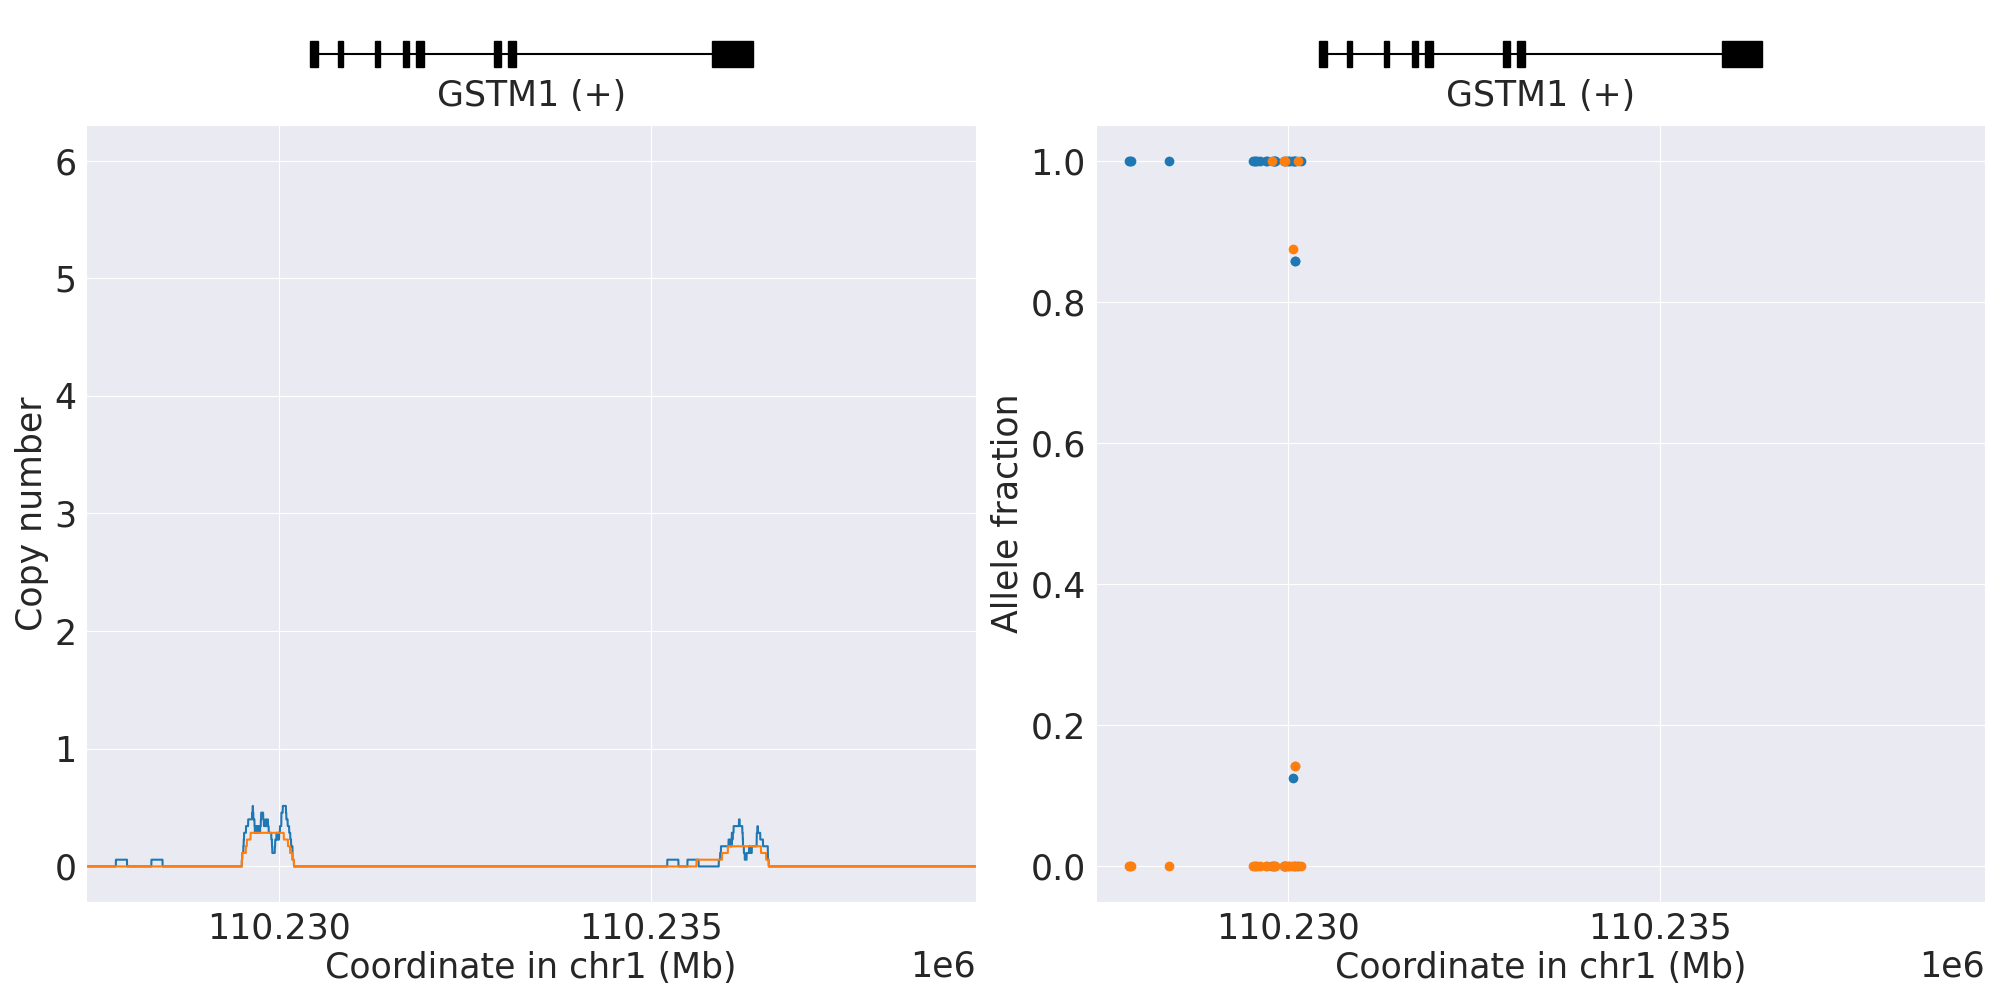 GSTM1 (+)
6
5
4
3
2
1
0
Copy number
110.230
110.235
Coordinate in chr1 (Mb)
1e6
GSTM1 (+)
1.0
0.8
0.6
0.4
0.2
0.0
Allele fraction
110.230
110.235
Coordinate in chr1 (Mb)
1e6